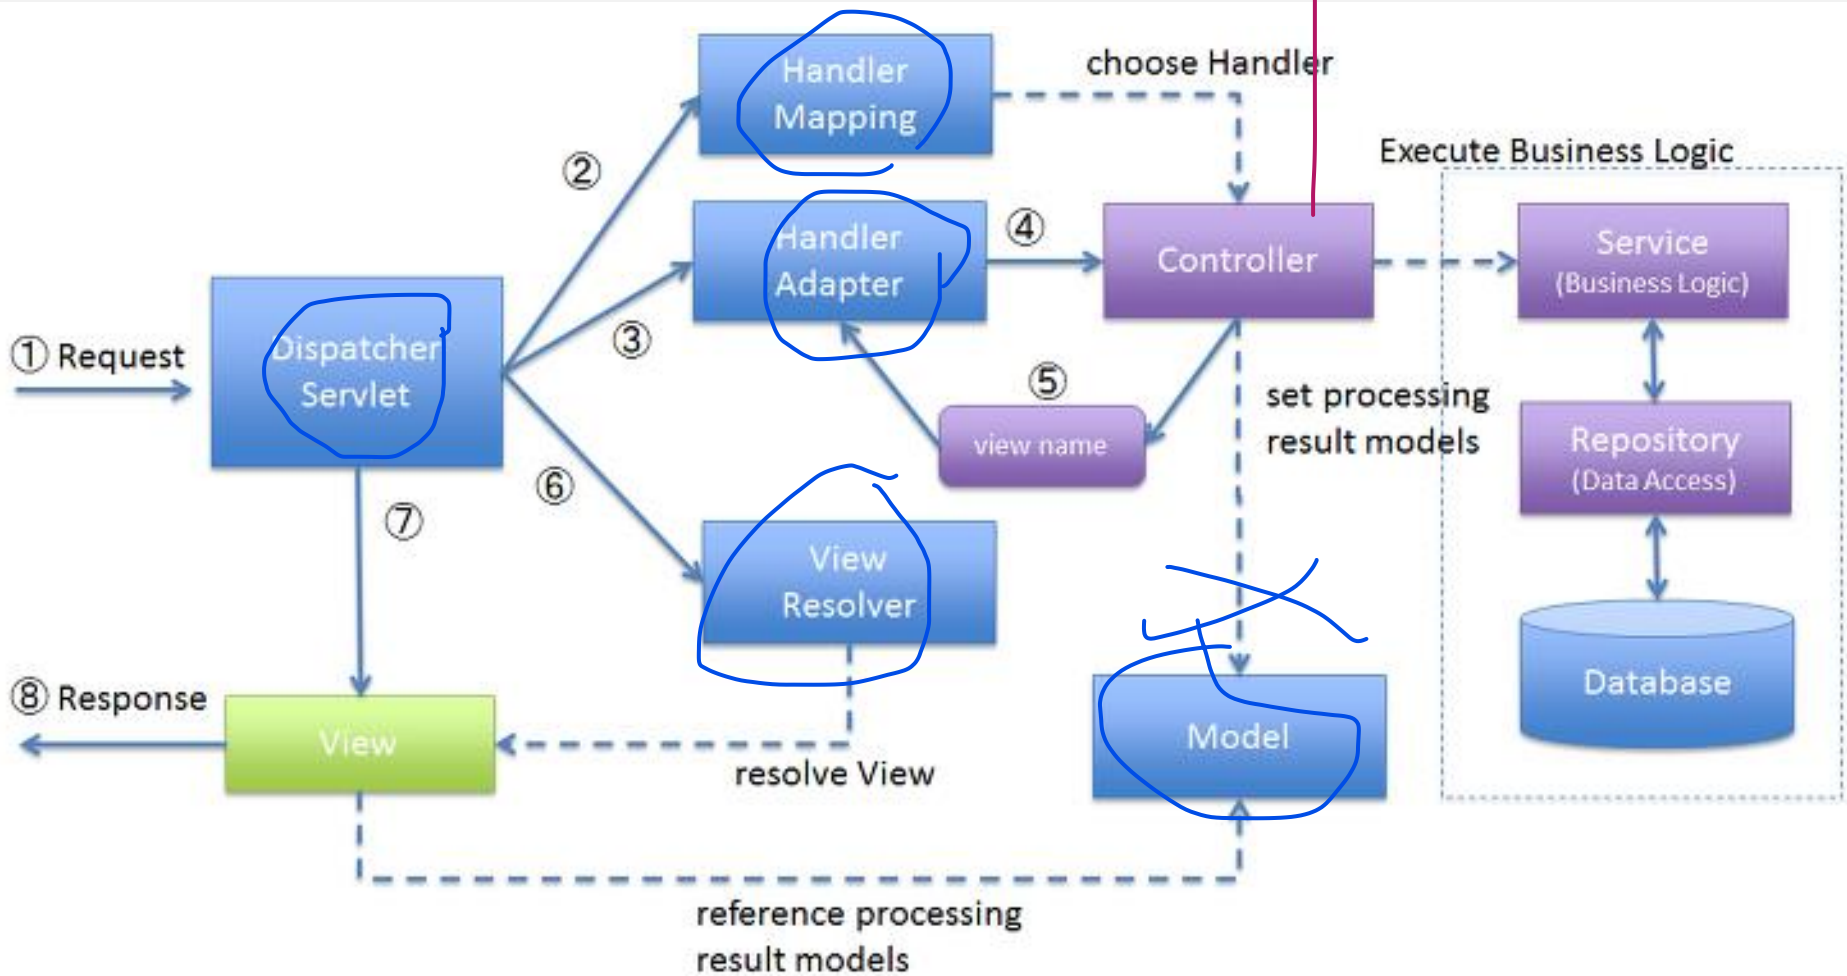 Handler
Mapping
choose Handler
②
Execute Business Logic
Handler
Adapter
④
Controller
Service
(Business Logic)
① Request
Dispatcher
Servlet
③
⑤
view name
set processing
result models
Repository
(Data Access)
⑥
⑦
View
Resolver
⑧ Response
View
resolve View
Model
Database
reference processing
result models